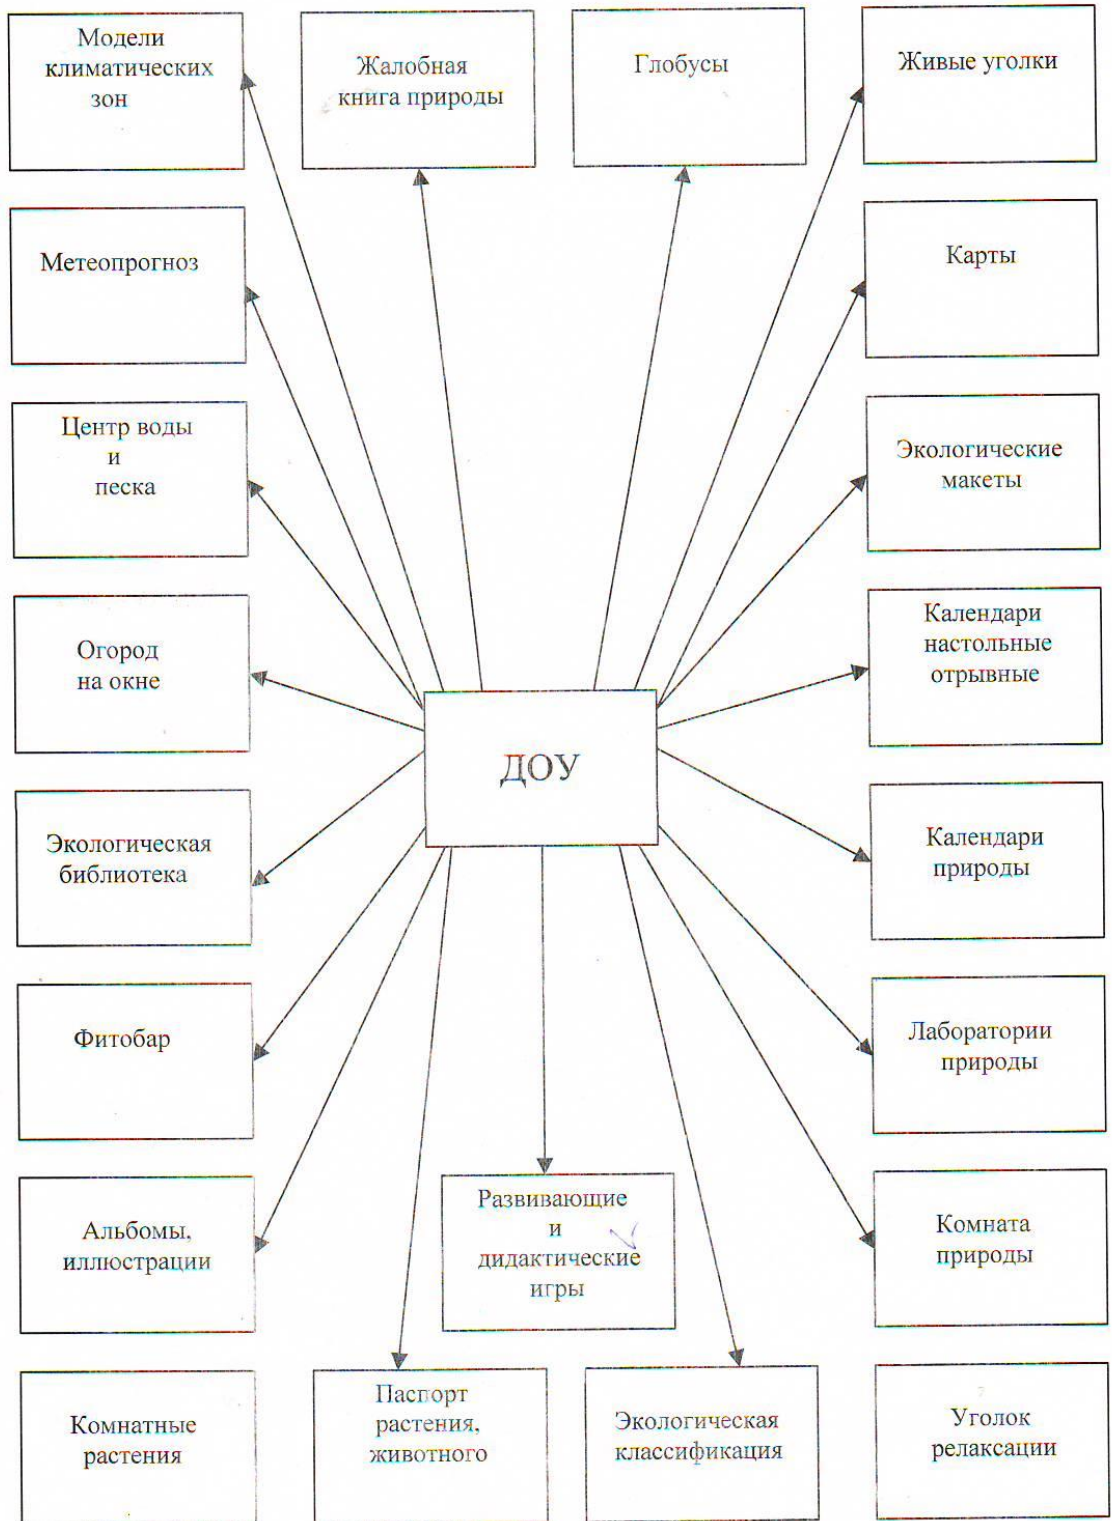 Модели
климатических
зон
Жалобная
книга природы
Глобусы
Живые уголки
Метеопрогноз
Карты
Центр воды
и
песка
Экологические
макеты
Огород
на окне
Календари
настольные
отрывные
ДОУ
Экологическая
библиотека
Календари
природы
Фитобар
Лаборатории
природы
Альбомы,
иллюстрации
Развивающие
и
дидактические
игры
Комната
природы
Комнатные
растения
Паспорт
растения,
животного
Экологическая
классификация
Уголок
релаксации